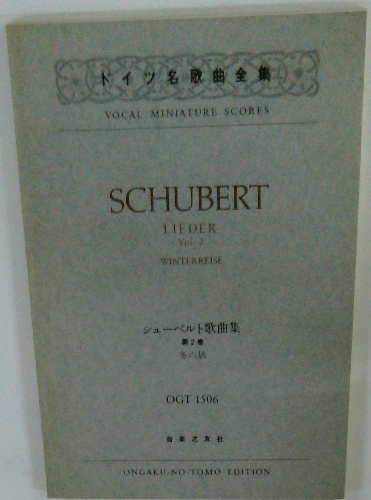 ドイツ名歌曲全集
VOCAL MINIATURE SCORES
SCHUBERT
LIEDER
Vol. 2
WINTERREISE
シューベルト歌曲集
第2巻
冬の旅
OGT 1506
音楽之友社
ONGAKU-NO-TOMO EDITION